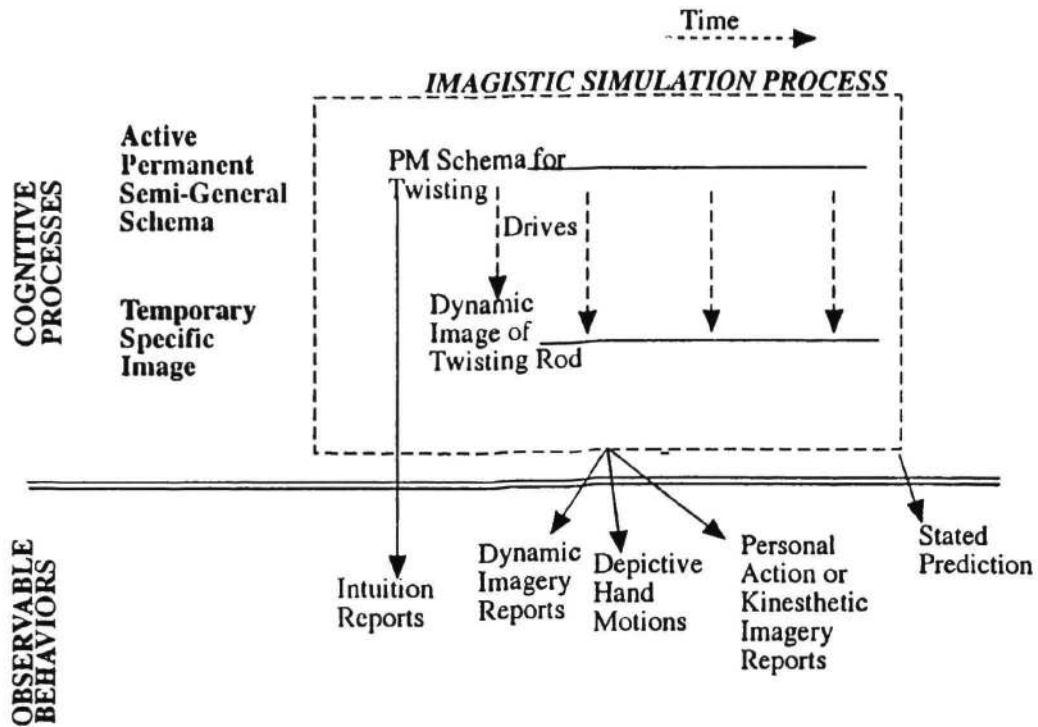 Time
IMAGISTIC SIMULATION PROCESS
COGNITIVE
PROCESSES
Active
Permanent
Semi-General
Schema
PM Schema for
Twisting
Drives
Temporary
Specific
Image
Dynamic
Image of
Twisting Rod
OBSERVABLE
BEHAVIORS
Intuition
Reports
Dynamic
Imagery
Reports
Depictive
Hand
Motions
Personal
Action or
Kinesthetic
Imagery
Reports
Stated
Prediction